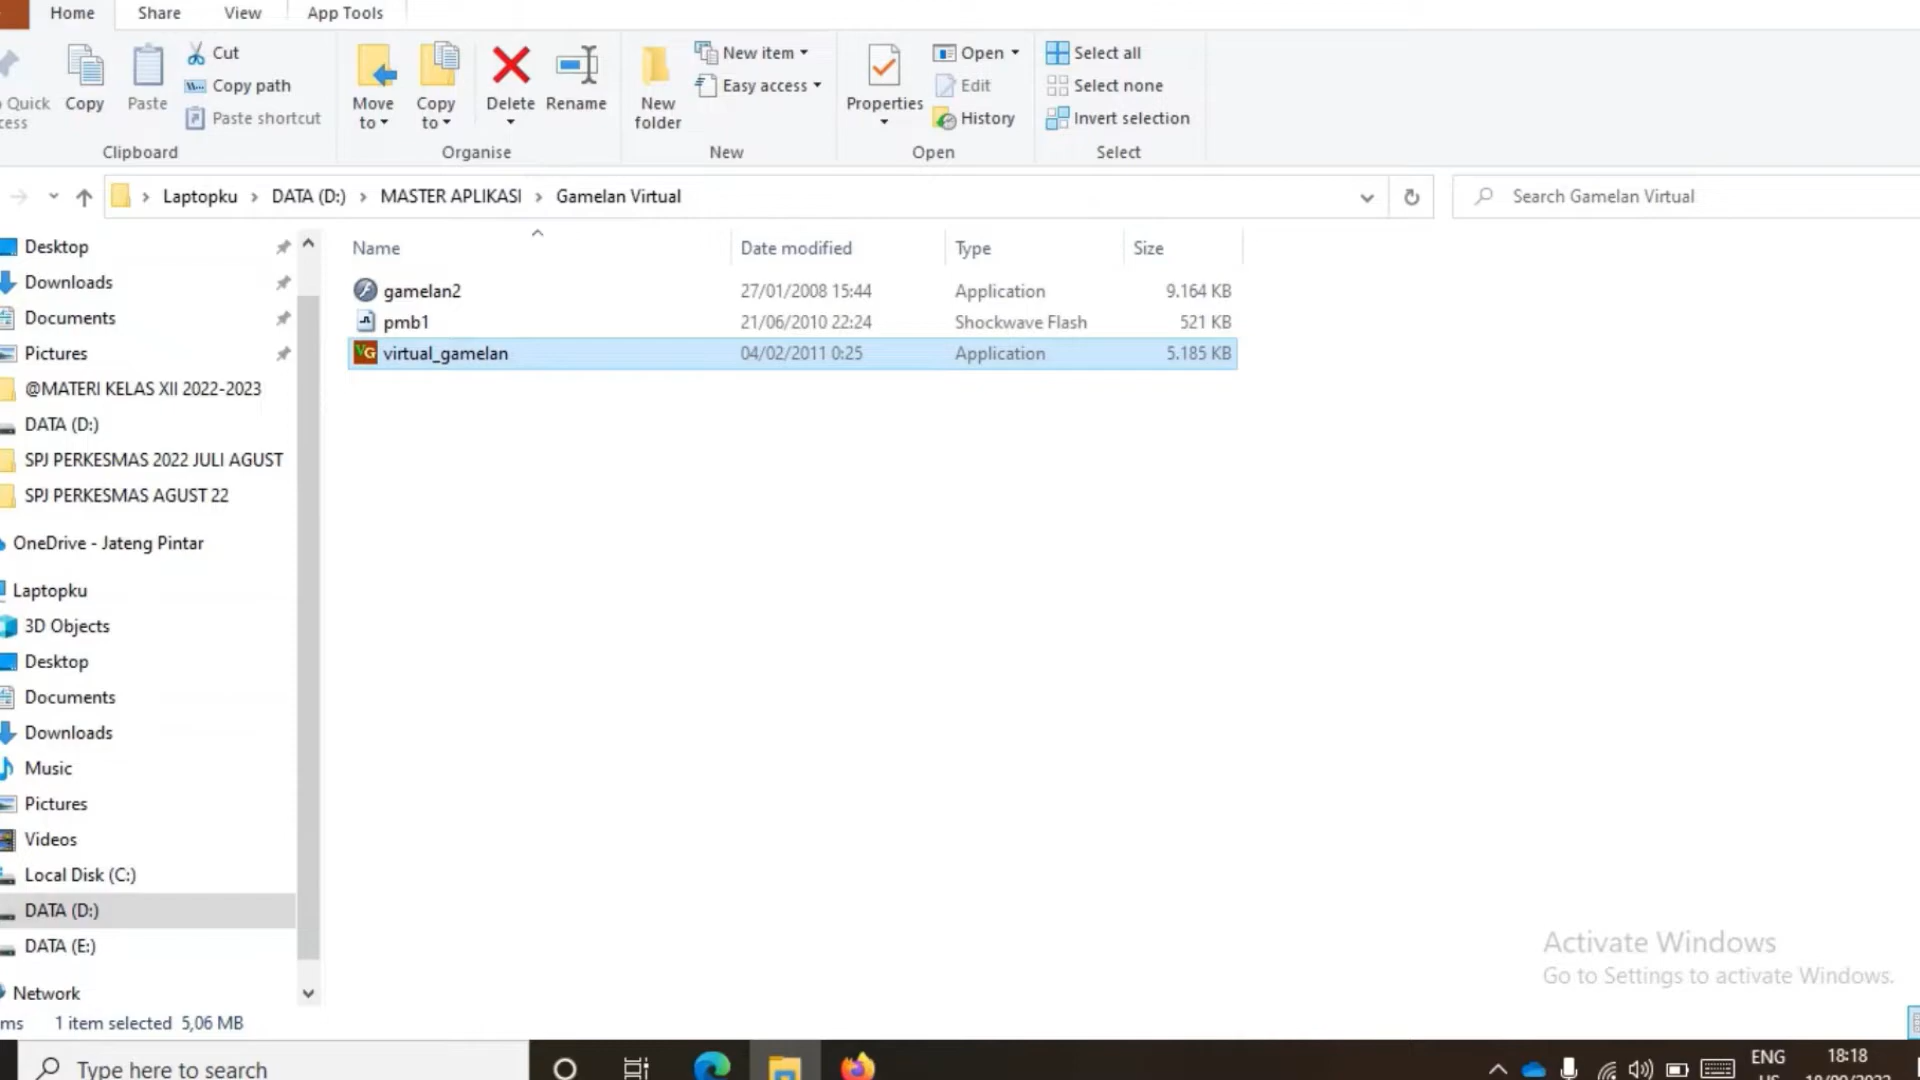 Home Share View App Tools
Quick
Copy
Paste
Cut
Copy path
Paste shortcut
Clipboard
Move to
Copy to
Delete
Rename
Organise
New folder
New item
Easy access
New
Properties
Open
Edit
History
Open
Select all
Select none
Invert selection
Select
Laptopku > DATA (D:) > MASTER APLIKASI > Gamelan Virtual
Search Gamelan Virtual
Name Date modified Type Size
gamelan2 27/01/2008 15:44 Application 9.164 KB
pmb1 21/06/2010 22:24 Shockwave Flash 521 KB
VG virtual_gamelan 04/02/2011 0:25 Application 5.185 KB
Desktop
Downloads
Documents
Pictures
@MATERI KELAS XII 2022-2023
DATA (D:)
SPJ PERKESMAS 2022 JULI AGUST
SPJ PERKESMAS AGUST 22
OneDrive - Jateng Pintar
Laptopku
3D Objects
Desktop
Documents
Downloads
Music
Pictures
Videos
Local Disk (C:)
DATA (D:)
DATA (E:)
Network
Activate Windows
Go to Settings to activate Windows.
1 item selected 5,06 MB
Type here to search
ENG
18:18